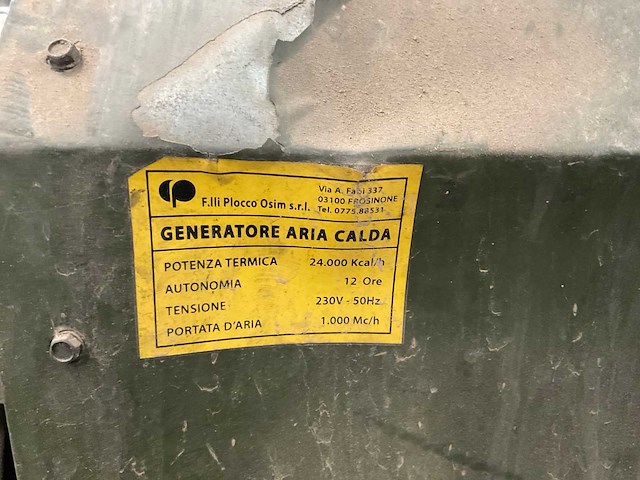 F.lli Plocco Osim s.r.l.
Via A. Fabi 337
03100 FROSINONE
Tel. 0775.88531
GENERATORE ARIA CALDA
POTENZA TERMICA 24.000 Kcal/h
AUTONOMIA 12 Ore
TENSIONE 230V - 50Hz
PORTATA D'ARIA 1.000 Mc/h